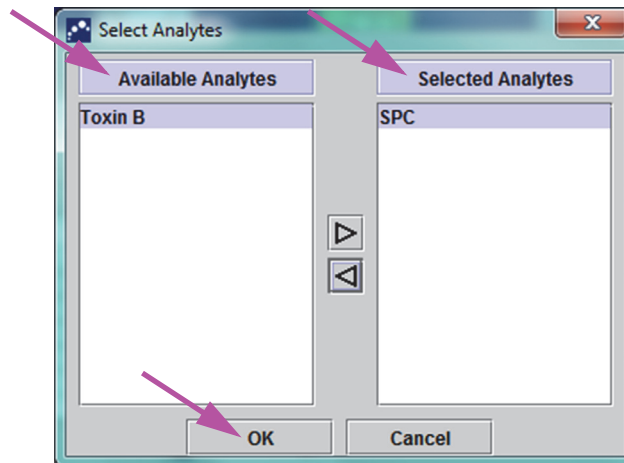 Select Analytes
Available Analytes
Selected Analytes
Toxin B
SPC
OK
Cancel